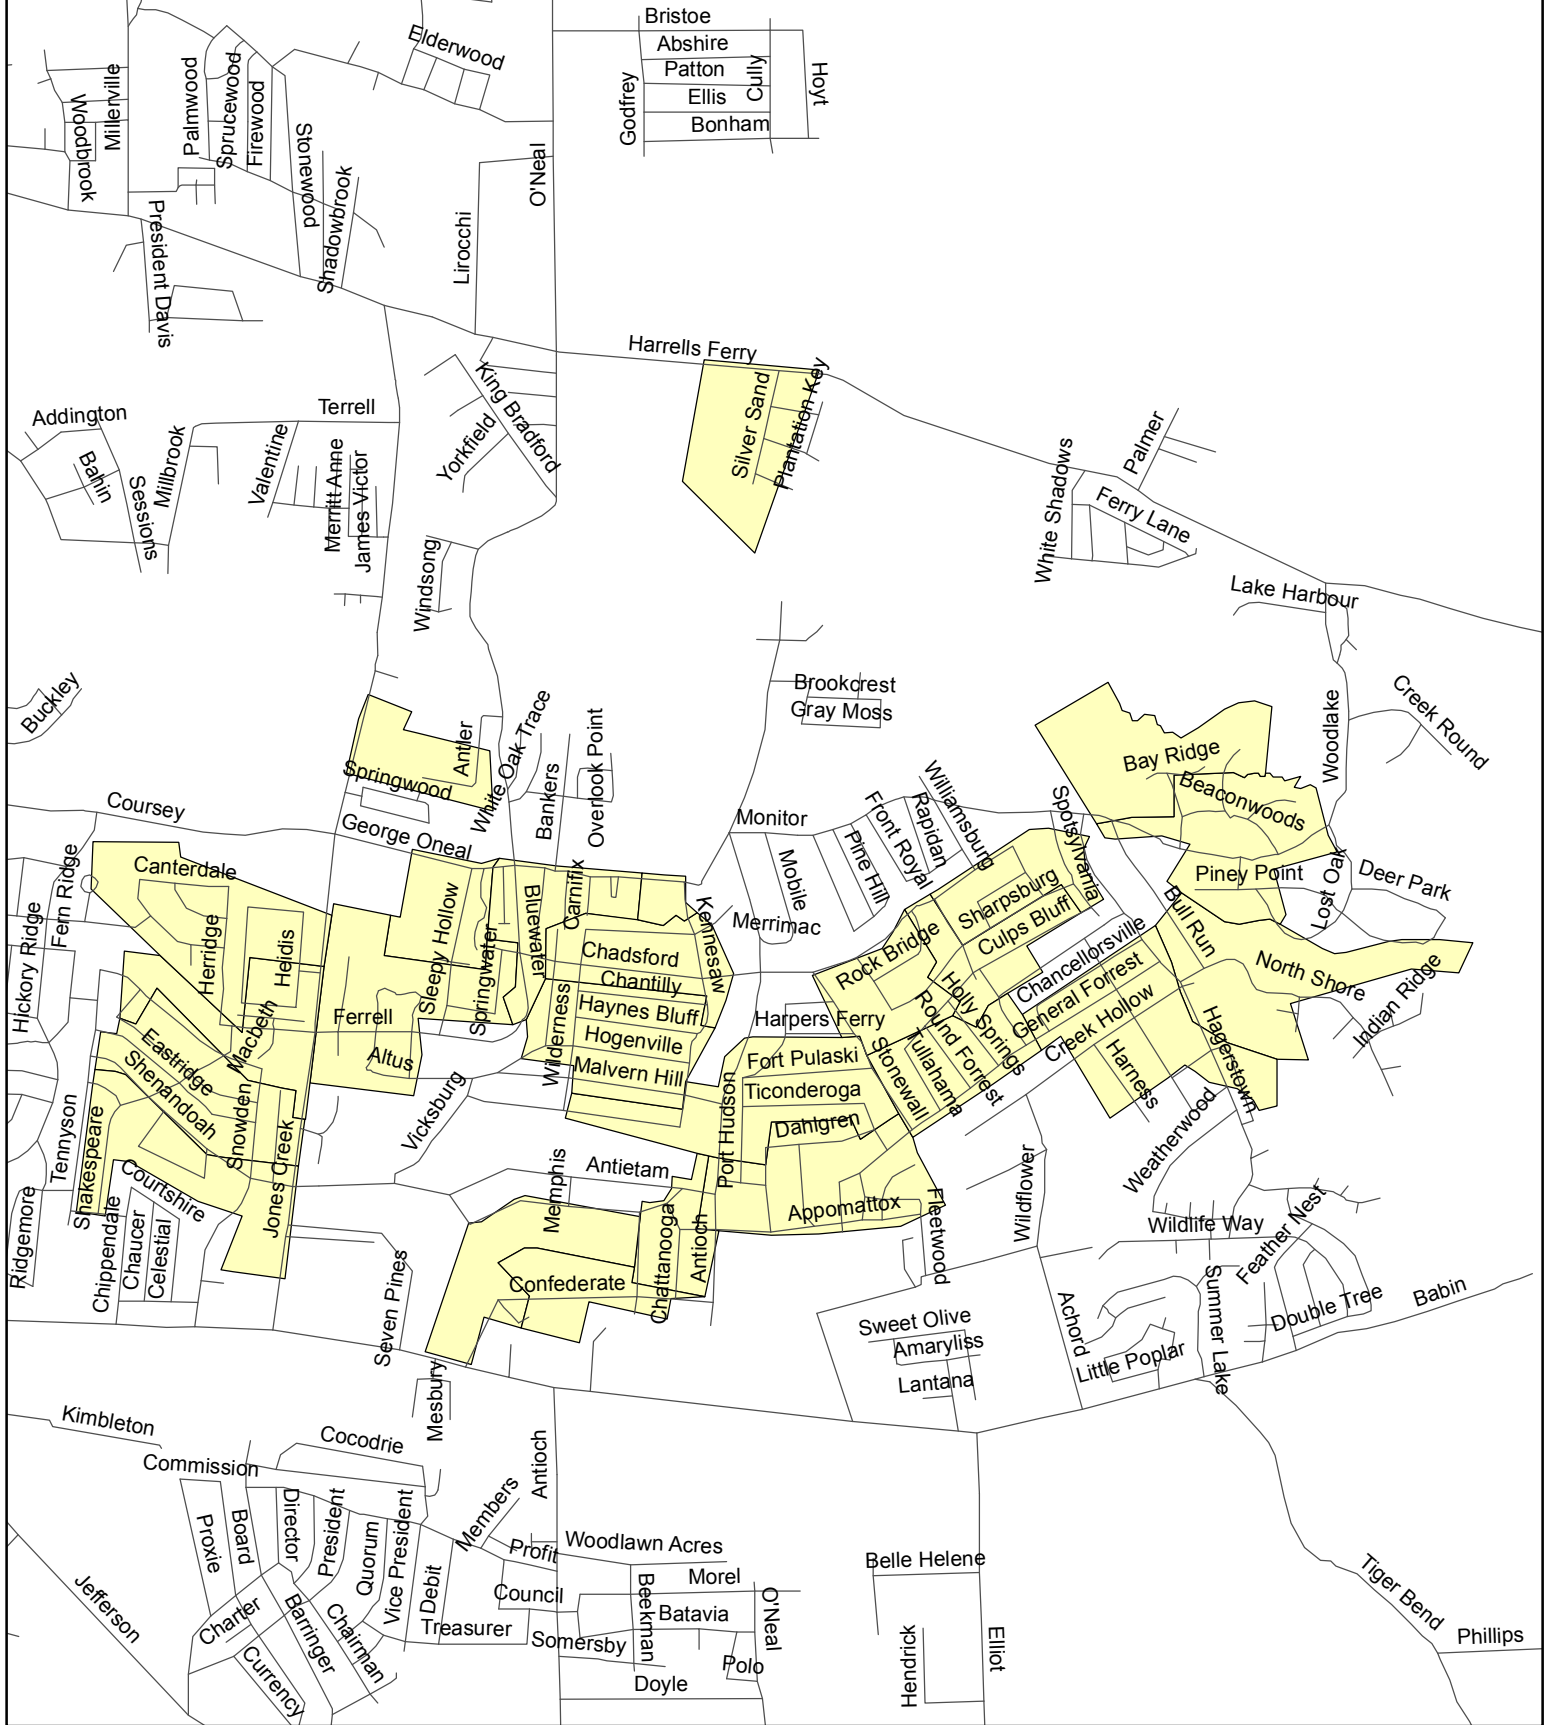 Bristoe
Elderwood
Abshire
Patton
Cully
Hoyt
Ellis
Godfrey
Bonham
Millerville
Woodbrook
Palmwood
Sprucewood
Firewood
Stonewood
Shadowbrook
O'Neal
Lirocchi
President Davis
Harrells Ferry
Silver Sand
Plantation Key
King Bradford
Yorkfield
Addington
Terrell
Bahin
Sessions
Millbrook
Valentine
Merritt Anne
James Victor
Windsong
Palmer
White Shadows
Ferry Lane
Lake Harbour
Buckley
Brookcrest
Gray Moss
Creek Round
Woodlake
Antler
White Oak Trace
Overlook Point
Springwood
Bankers
Bay Ridge
Beaconwoods
Coursey
George Oneal
Monitor
Mobile
Pine Hill
Front Royal
Rapidan
Williamsburg
Spotsylvania
Canterdale
Fern Ridge
Hickory Ridge
Herridge
Heidis
Sleepy Hollow
Springwater
Bluewater
Carnifix
Kennesaw
Merrimac
Sharpsburg
Culps Bluff
Piney Point
Lost Oak
Deer Park
Bull Run
North Shore
Indian Ridge
Chadsford
Chantilly
Haynes Bluff
Hogenville
Malvern Hill
Wilderness
Rock Bridge
Chancellorsville
General Forrest
Creek Hollow
Holly Springs
Round Forrest
Tullahama
Stonewall
Harpers Ferry
Fort Pulaski
Ticonderoga
Dahlgren
Port Hudson
Hagerstown
Harness
Weatherwood
Ferrell
Altus
Macbeth
Eastridge
Shenandoah
Snowden
Jones Creek
Vicksburg
Tennyson
Shakespeare
Courtshire
Chippendale
Chaucer
Celestial
Ridgemore
Memphis
Antietam
Appomattox
Chattanooga
Antioch
Confederate
Seven Pines
Fleetwood
Wildflower
Wildlife Way
Feather Nest
Summer Lake
Double Tree
Babin
Achord
Little Poplar
Sweet Olive
Amaryliss
Lantana
Mesbury
Kimbleton
Cocodrie
Commission
Antioch
Members
Proxie
Board
Director
President
Quorum
Vice President
Debit
Profit
Woodlawn Acres
Council
Morel
Beekman
Batavia
O'Neal
Treasurer
Somersby
Polo
Doyle
Jefferson
Charter
Barringer
Chairman
Currency
Belle Helene
Hendrick
Elliot
Tiger Bend
Phillips